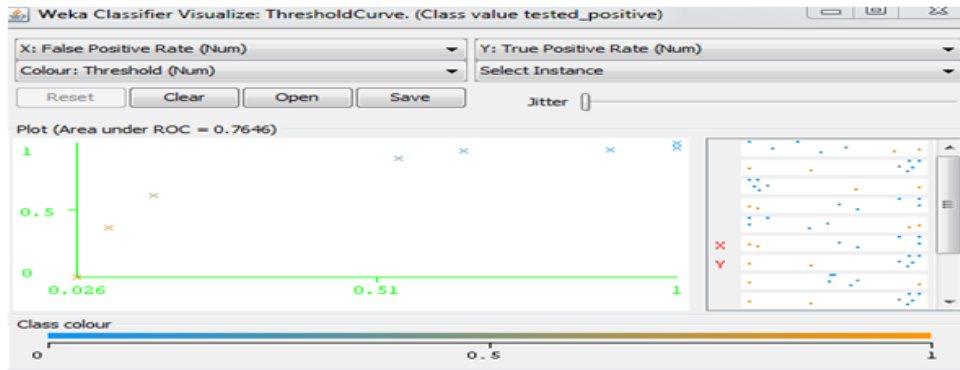 Weka Classifier Visualize: ThresholdCurve. (Class value tested_positive)
X: False Positive Rate (Num)
Y: True Positive Rate (Num)
Colour: Threshold (Num)
Select Instance
Reset
Clear
Open
Save
Jitter
Plot (Area under ROC = 0.7646)
1
0.5
0
0.026
0.51
1
X
Y
Class colour
0
0.5
1